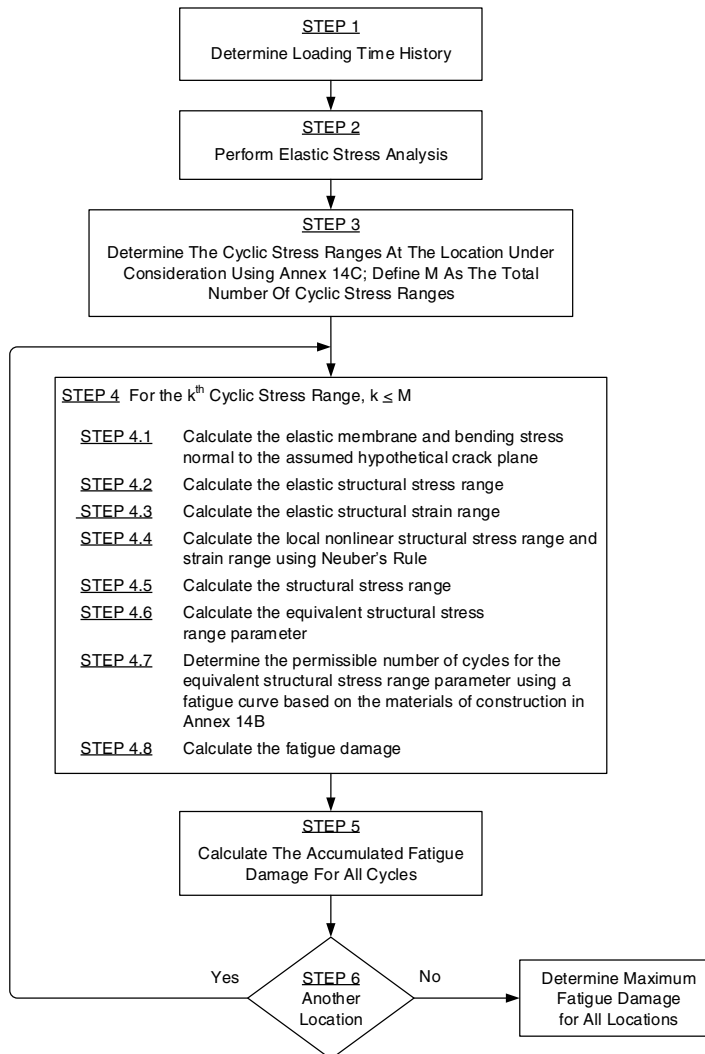 STEP 1
Determine Loading Time History
STEP 2
Perform Elastic Stress Analysis
STEP 3
Determine The Cyclic Stress Ranges At The Location Under
Consideration Using Annex 14C; Define M As The Total
Number Of Cyclic Stress Ranges
STEP 4 For the kth Cyclic Stress Range, k ≤ M
STEP 4.1 Calculate the elastic membrane and bending stress
normal to the assumed hypothetical crack plane
STEP 4.2 Calculate the elastic structural stress range
STEP 4.3 Calculate the elastic structural strain range
STEP 4.4 Calculate the local nonlinear structural stress range and
strain range using Neuber's Rule
STEP 4.5 Calculate the structural stress range
STEP 4.6 Calculate the equivalent structural stress
range parameter
STEP 4.7 Determine the permissible number of cycles for the
equivalent structural stress range parameter using a
fatigue curve based on the materials of construction in
Annex 14B
STEP 4.8 Calculate the fatigue damage
STEP 5
Calculate The Accumulated Fatigue
Damage For All Cycles
Yes
STEP 6
Another
Location
No
Determine Maximum
Fatigue Damage
for All Locations